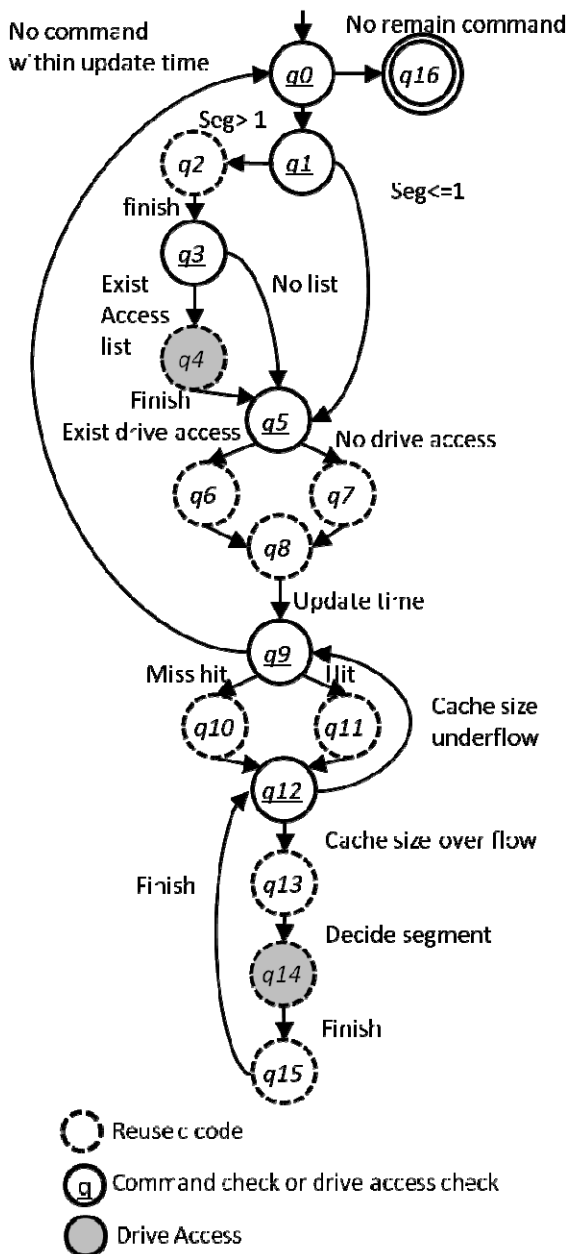 No command
within update time
No remain command
q0
q16
Seg> 1
q2
q1
Seg<=1
finish
q3
Exist
Access
list
No list
q4
Finish
Exist drive access
q5
No drive access
q6
q7
q8
Update time
q9
Miss hit
Hit
q10
q11
Cache size
underflow
q12
Cache size over flow
Finish
q13
Decide segment
q14
Finish
q15
Reused code
q Command check or drive access check
Drive Access